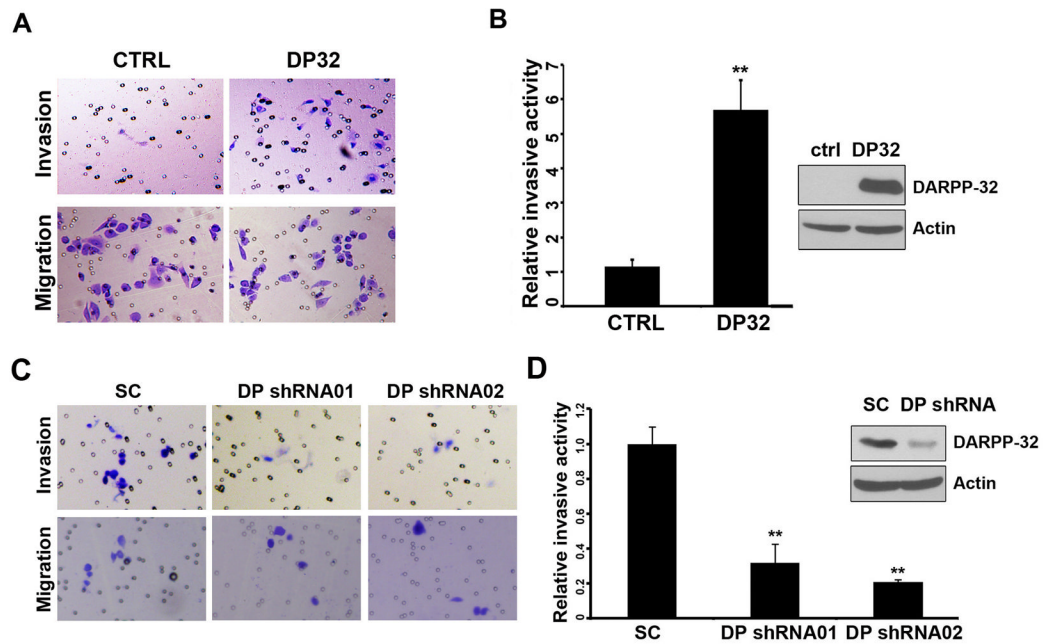 A
CTRL DP32
Invasion
Migration
B
Relative invasive activity
7
6
5
4
3
2
1
0
**
CTRL DP32
ctrl DP32
DARPP-32
Actin
C
SC DP shRNA01 DP shRNA02
Invasion
Migration
D
Relative invasive activity
1.2
1.0
0.8
0.6
0.4
0.2
0
**
**
SC DP shRNA01 DP shRNA02
SC DP shRNA
DARPP-32
Actin